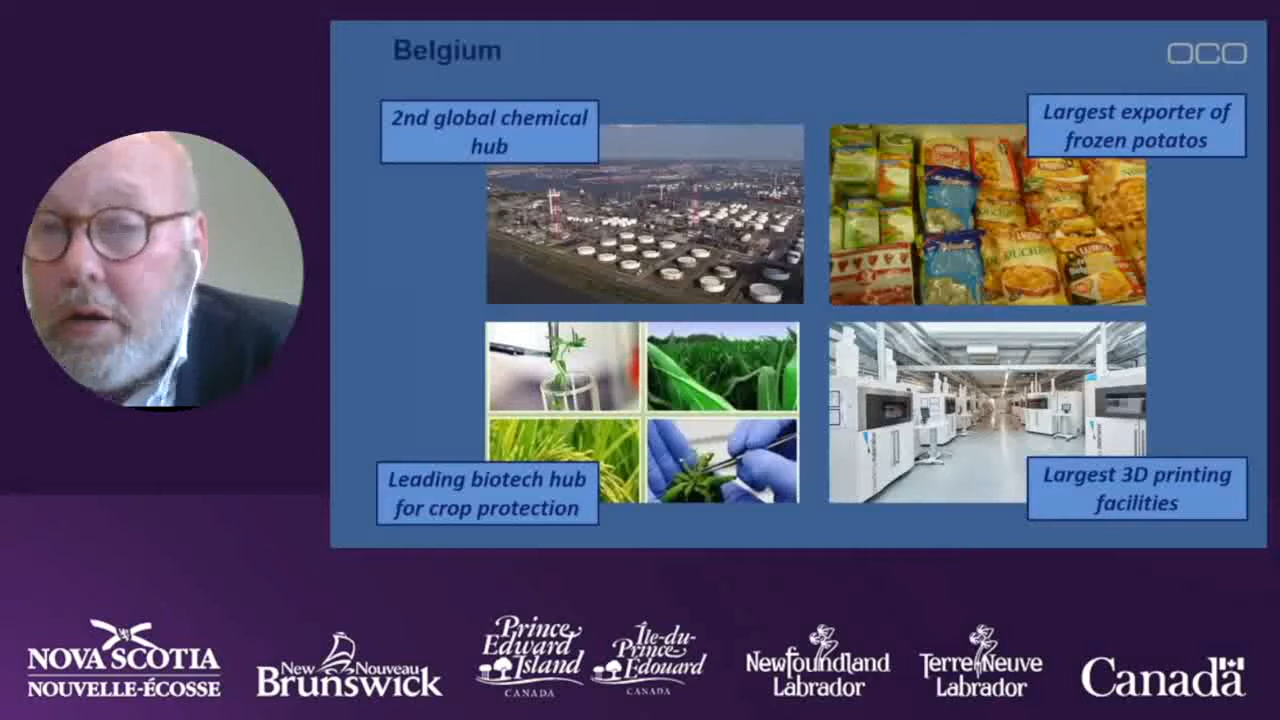 Belgium
OCO
2nd global chemical
hub
Largest exporter of
frozen potatos
Leading biotech hub
for crop protection
Largest 3D printing
facilities
NOVA SCOTIA
NOUVELLE-ÉCOSSE
New Nouveau
Brunswick
Prince
Edward
Island
CANADA
Île-du-
Prince
Édouard
CANADA
Newfoundland
Labrador
Terre Neuve
Labrador
Canada